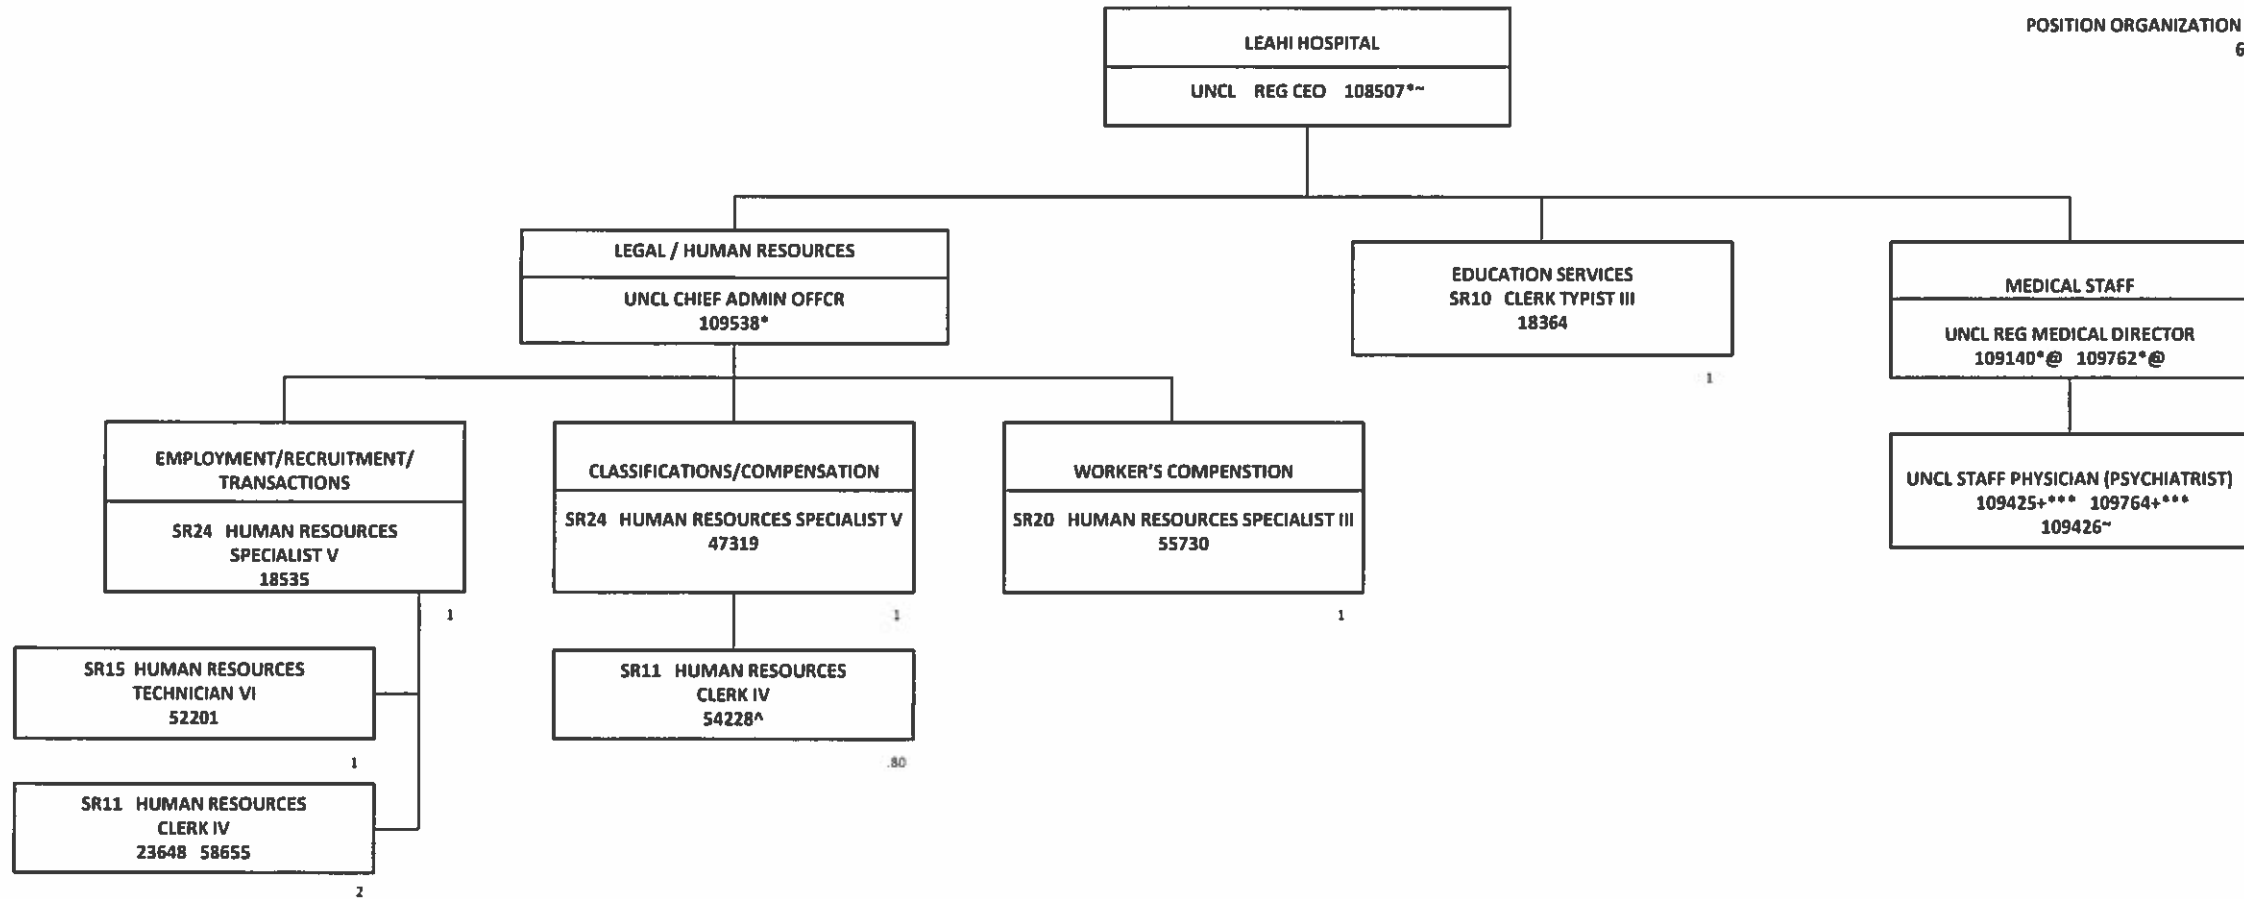 POSITION ORGANIZATION
6
LEAHI HOSPITAL
UNCL REG CEO 108507*~
LEGAL / HUMAN RESOURCES
UNCL CHIEF ADMIN OFFCR
109538*
EDUCATION SERVICES
SR10 CLERK TYPIST III
18364
1
MEDICAL STAFF
UNCL REG MEDICAL DIRECTOR
109140*@ 109762*@
EMPLOYMENT/RECRUITMENT/
TRANSACTIONS
SR24 HUMAN RESOURCES
SPECIALIST V
18535
1
CLASSIFICATIONS/COMPENSATION
SR24 HUMAN RESOURCES SPECIALIST V
47319
1
WORKER'S COMPENSTION
SR20 HUMAN RESOURCES SPECIALIST III
55730
1
UNCL STAFF PHYSICIAN (PSYCHIATRIST)
109425+*** 109764+***
109426~
SR15 HUMAN RESOURCES
TECHNICIAN VI
52201
1
SR11 HUMAN RESOURCES
CLERK IV
54228^
.80
SR11 HUMAN RESOURCES
CLERK IV
23648 58655
2